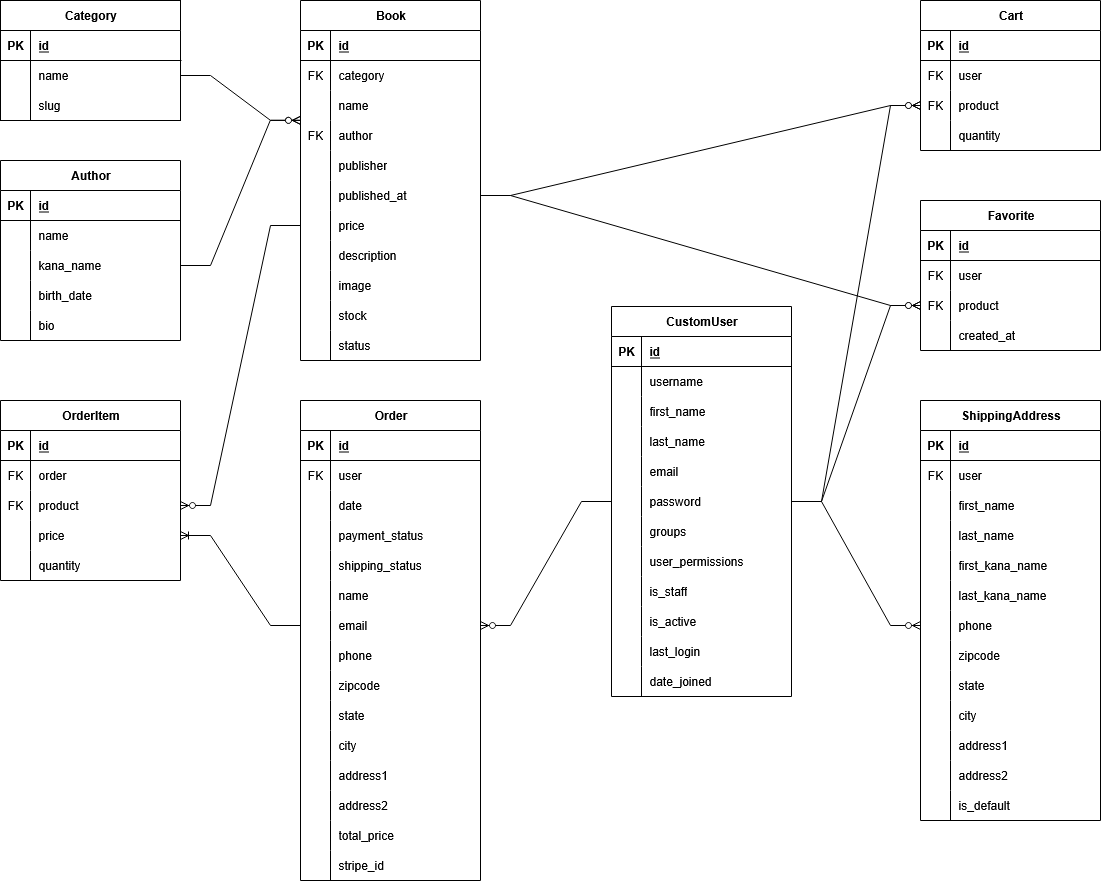 Category
PK id
name
slug
Author
PK id
name
kana_name
birth_date
bio
OrderItem
PK id
FK order
FK product
price
quantity
Book
PK id
FK category
name
FK author
publisher
published_at
price
description
image
stock
status
Order
PK id
FK user
date
payment_status
shipping_status
name
email
phone
zipcode
state
city
address1
address2
total_price
stripe_id
CustomUser
PK id
username
first_name
last_name
email
password
groups
user_permissions
is_staff
is_active
last_login
date_joined
Cart
PK id
FK user
FK product
quantity
Favorite
PK id
FK user
FK product
created_at
ShippingAddress
PK id
FK user
first_name
last_name
first_kana_name
last_kana_name
phone
zipcode
state
city
address1
address2
is_default